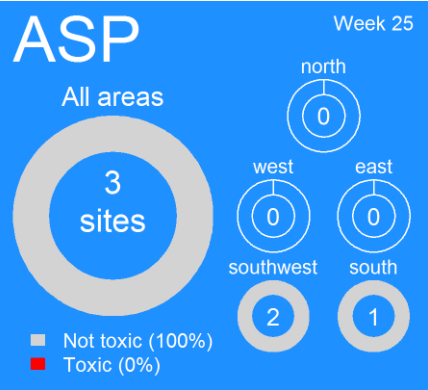 ASP
Week 25
All areas
3
sites
north
0
west
0
east
0
southwest
2
south
1
Not toxic (100%)
Toxic (0%)